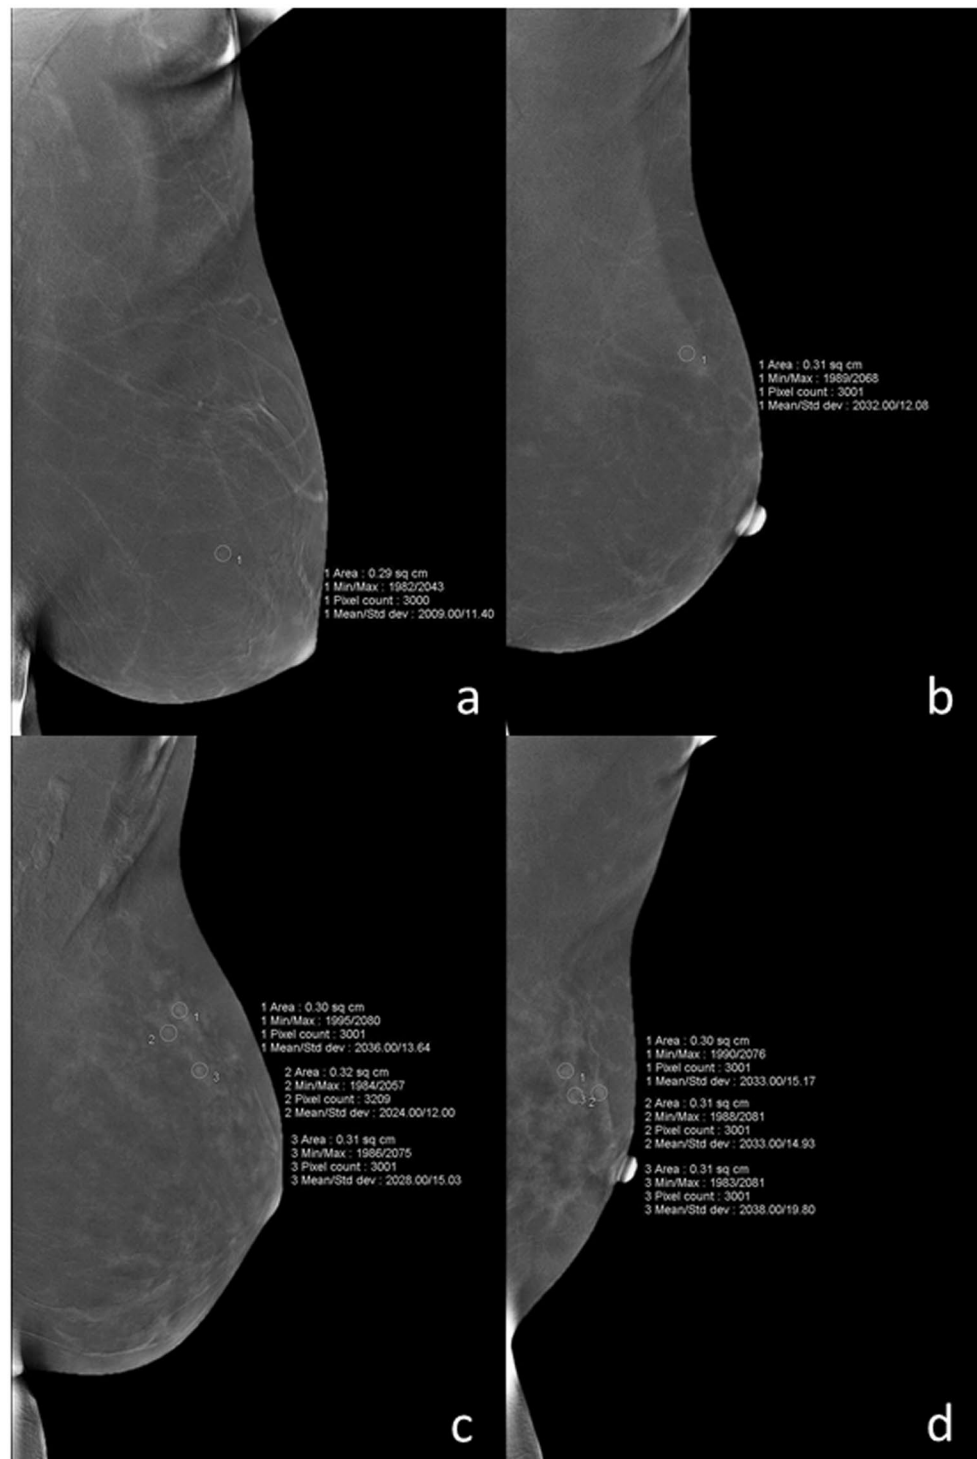 1
1 Area : 0.29 sq cm
1 Min/Max : 1982/2043
1 Pixel count : 3000
1 Mean/Std dev : 2009.00/11.40
a
1
1 Area : 0.31 sq cm
1 Min/Max : 1989/2068
1 Pixel count : 3001
1 Mean/Std dev : 2032.00/12.08
b
1
2
3
1 Area : 0.30 sq cm
1 Min/Max : 1995/2080
1 Pixel count : 3001
1 Mean/Std dev : 2036.00/13.64
2 Area : 0.32 sq cm
2 Min/Max : 1984/2057
2 Pixel count : 3209
2 Mean/Std dev : 2024.00/12.00
3 Area : 0.31 sq cm
3 Min/Max : 1986/2075
3 Pixel count : 3001
3 Mean/Std dev : 2028.00/15.03
c
1
2
1 Area : 0.30 sq cm
1 Min/Max : 1990/2076
1 Pixel count : 3001
1 Mean/Std dev : 2033.00/15.17
2 Area : 0.31 sq cm
2 Min/Max : 1988/2081
2 Pixel count : 3001
2 Mean/Std dev : 2033.00/14.93
3 Area : 0.31 sq cm
3 Min/Max : 1983/2081
3 Pixel count : 3001
3 Mean/Std dev : 2038.00/19.80
d